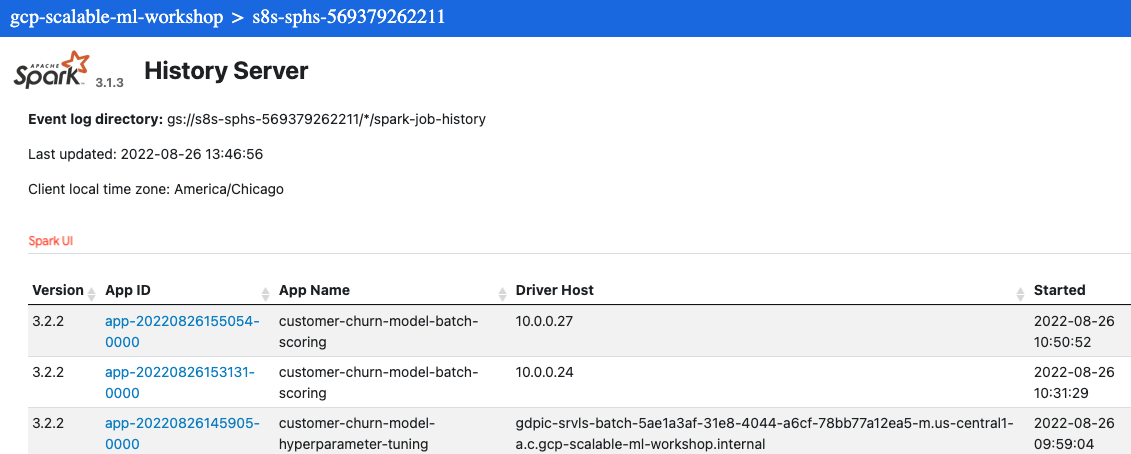 gcp-scalable-ml-workshop > s8s-sphs-569379262211
APACHE
Spark 3.1.3 History Server
Event log directory: gs://s8s-sphs-569379262211/*/spark-job-history
Last updated: 2022-08-26 13:46:56
Client local time zone: America/Chicago
Spark UI
Version App ID App Name Driver Host Started
3.2.2 app-20220826155054- customer-churn-model-batch- 10.0.0.27 2022-08-26
0000 scoring 10:50:52
3.2.2 app-20220826153131- customer-churn-model-batch- 10.0.0.24 2022-08-26
0000 scoring 10:31:29
3.2.2 app-20220826145905- customer-churn-model- gdpic-srvls-batch-5ae1a3af-31e8-4044-a6cf-78bb77a12ea5-m.us-central1- 2022-08-26
0000 hyperparameter-tuning a.c.gcp-scalable-ml-workshop.internal 09:59:04